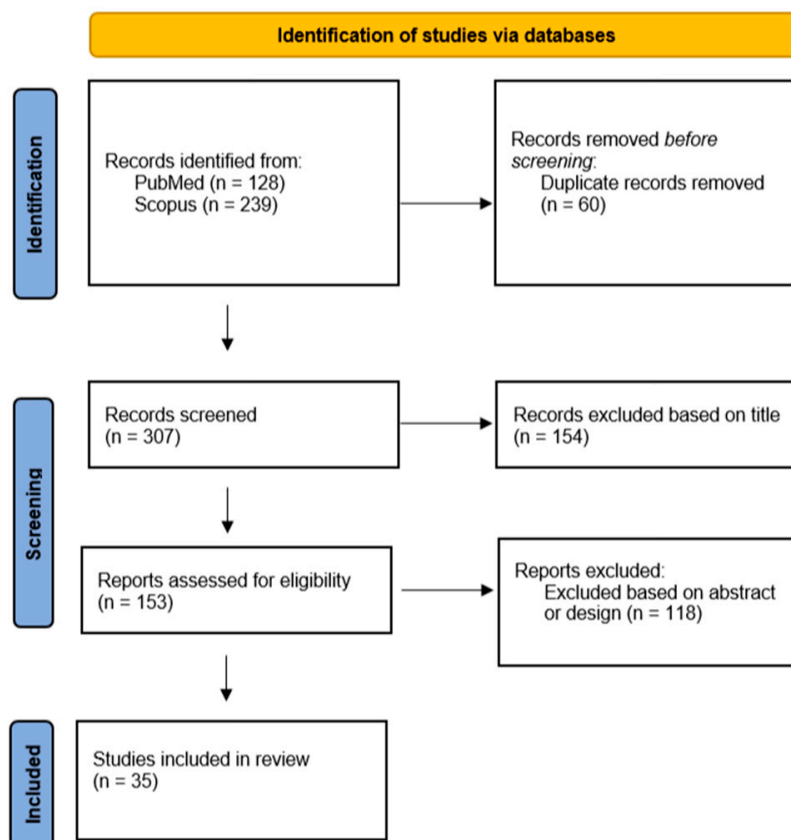 Identification of studies via databases
Identification
Records identified from:
PubMed (n = 128)
Scopus (n = 239)
Records removed before
screening:
Duplicate records removed
(n = 60)
Screening
Records screened
(n = 307)
Records excluded based on title
(n = 154)
Reports assessed for eligibility
(n = 153)
Reports excluded:
Excluded based on abstract
or design (n = 118)
Included
Studies included in review
(n = 35)